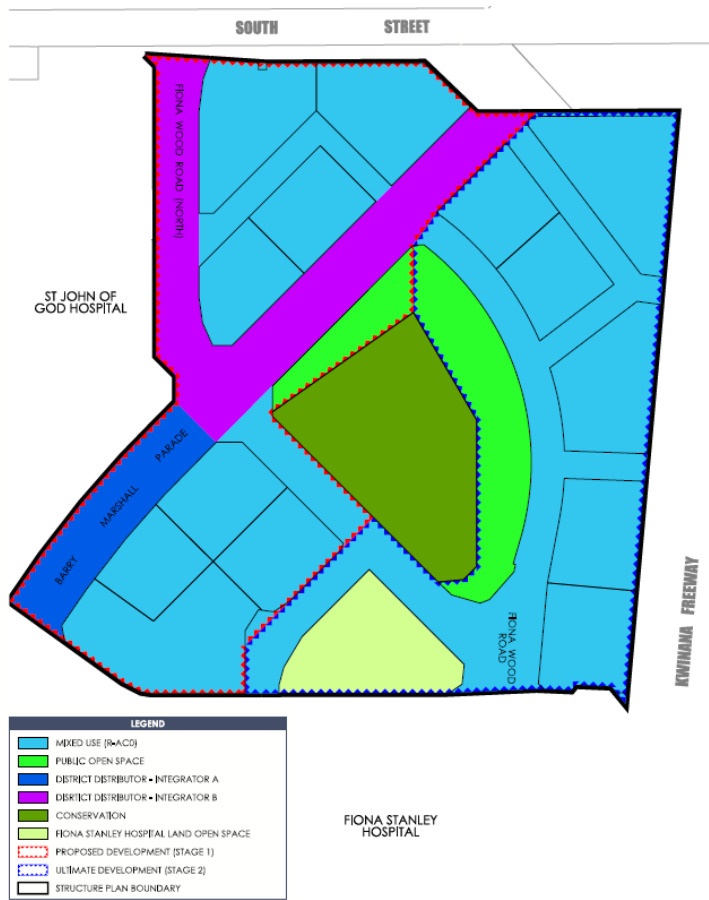 SOUTH STREET
FIONA WOOD ROAD (NORTH)
ST JOHN OF
GOD HOSPITAL
BARRY MARSHALL PARADE
FIONA WOOD
ROAD
KWINANA FREEWAY
FIONA STANLEY
HOSPITAL
LEGEND
MIXED USE (R-AC0)
PUBLIC OPEN SPACE
DISTRICT DISTRIBUTOR - INTEGRATOR A
DISRTICT DISTRIBUTOR - INTEGRATOR B
CONSERVATION
FIONA STANLEY HOSPITAL LAND OPEN SPACE
PROPOSED DEVELOPMENT (STAGE 1)
ULTIMATE DEVELOPMENT (STAGE 2)
STRUCTURE PLAN BOUNDARY